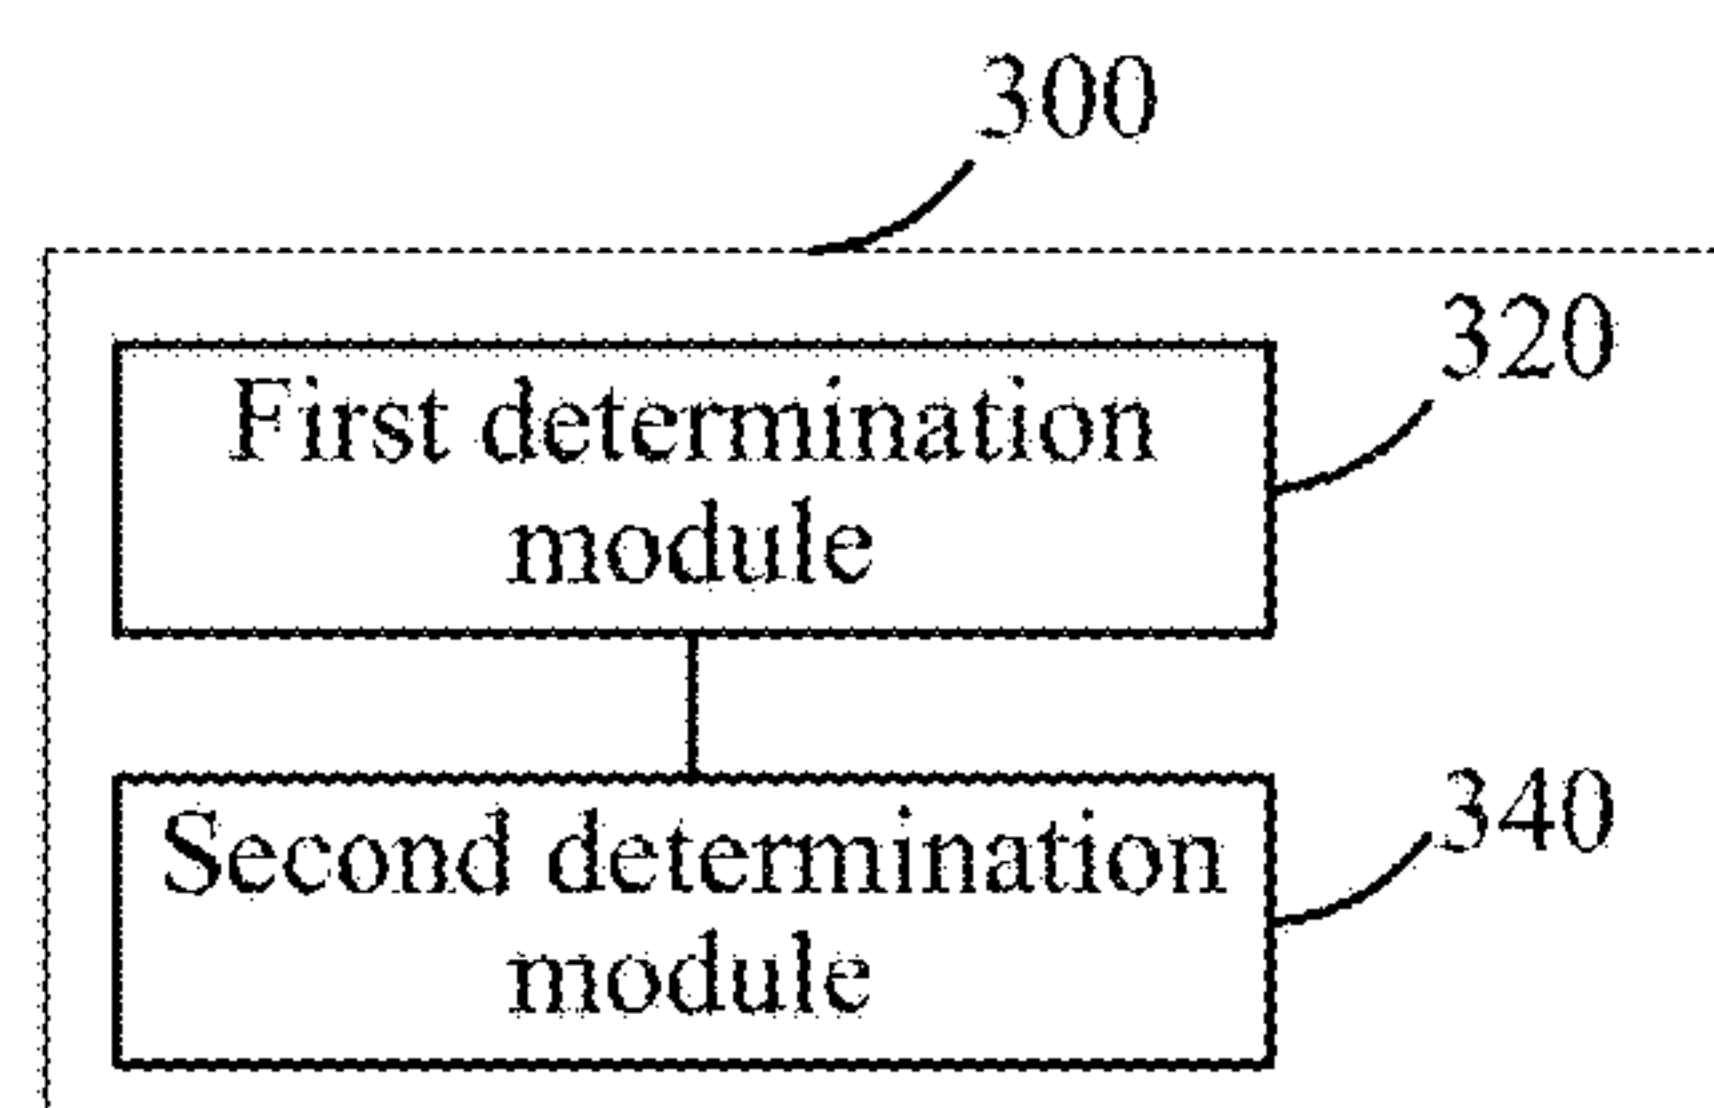 300
320
First determination
module
340
Second determination
module